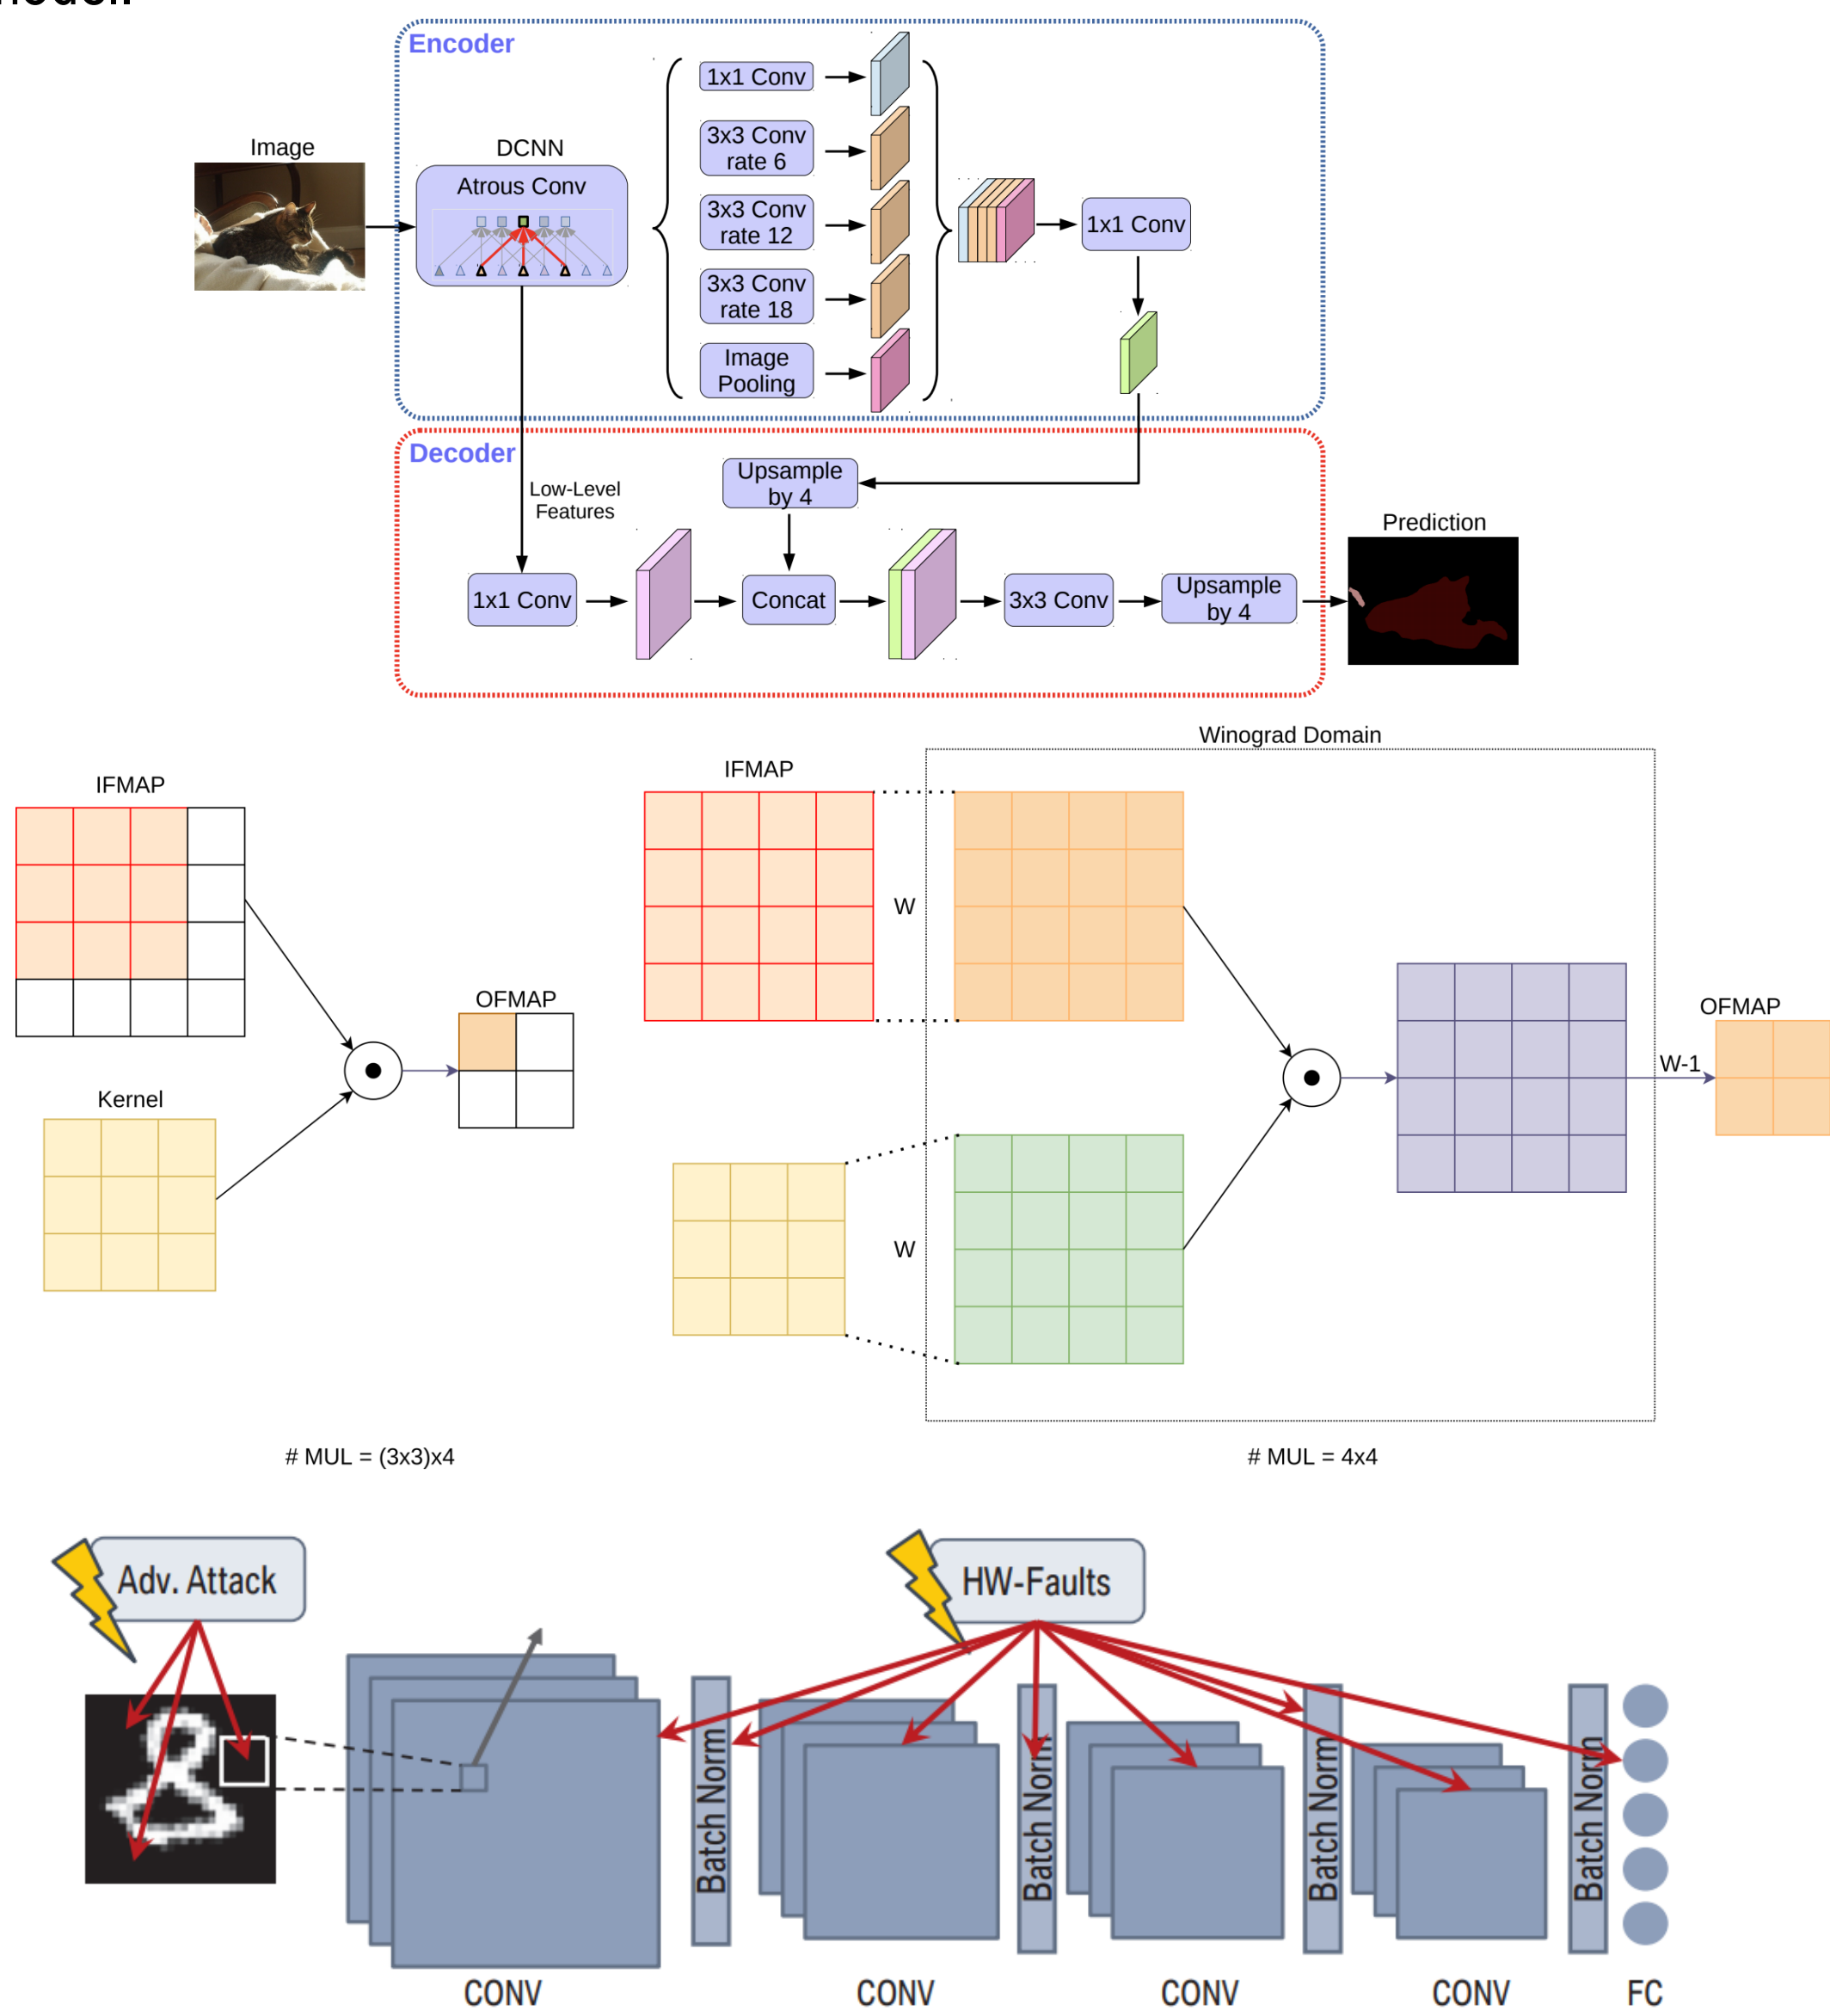 Encoder
1x1 Conv
3x3 Conv
rate 6
Image
DCNN
Atrous Conv
3x3 Conv
rate 12
1x1 Conv
3x3 Conv
rate 18
Image
Pooling
Decoder
Upsample
by 4
Low-Level
Features
Prediction
1x1 Conv
Concat
3x3 Conv
Upsample
by 4
Winograd Domain
IFMAP
IFMAP
W
OFMAP
OFMAP
W-1
Kernel
W
# MUL = (3x3)x4
# MUL = 4x4
Adv. Attack
HW-Faults
Batch Norm
Batch Norm
Batch Norm
Batch Norm
CONV
CONV
CONV
CONV
FC